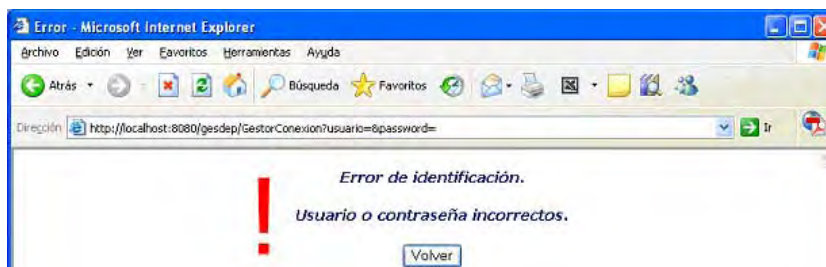 Error - Microsoft Internet Explorer
Archivo Edición Ver Favoritos Herramientas Ayuda
Atrás Búsqueda Favoritos
Dirección http://localhost:8080/gesdep/GestorConexion?usuario=&password= Ir
Error de identificación.
! Usuario o contraseña incorrectos.
Volver